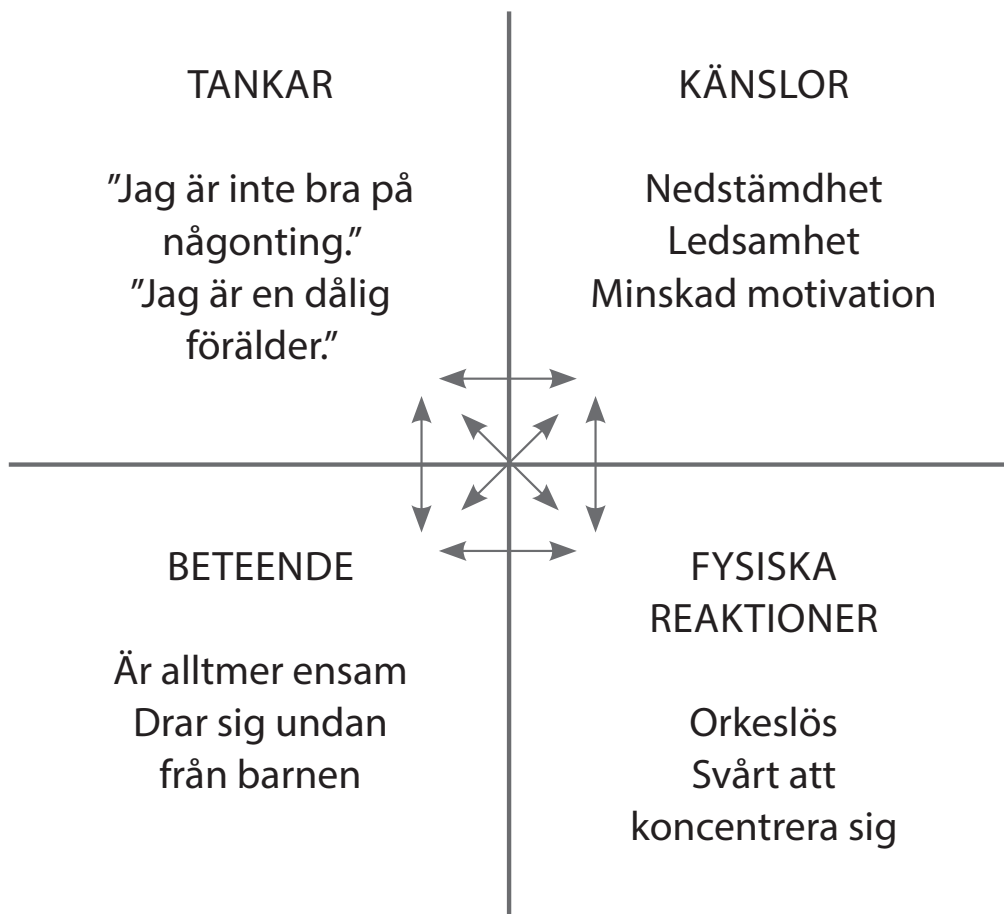 TANKAR
”Jag är inte bra på
någonting.”
”Jag är en dålig
förälder.”
KÄNSLOR
Nedstämdhet
Ledsamhet
Minskad motivation
BETEENDE
Är alltmer ensam
Drar sig undan
från barnen
FYSISKA
REAKTIONER
Orkeslös
Svårt att
koncentrera sig